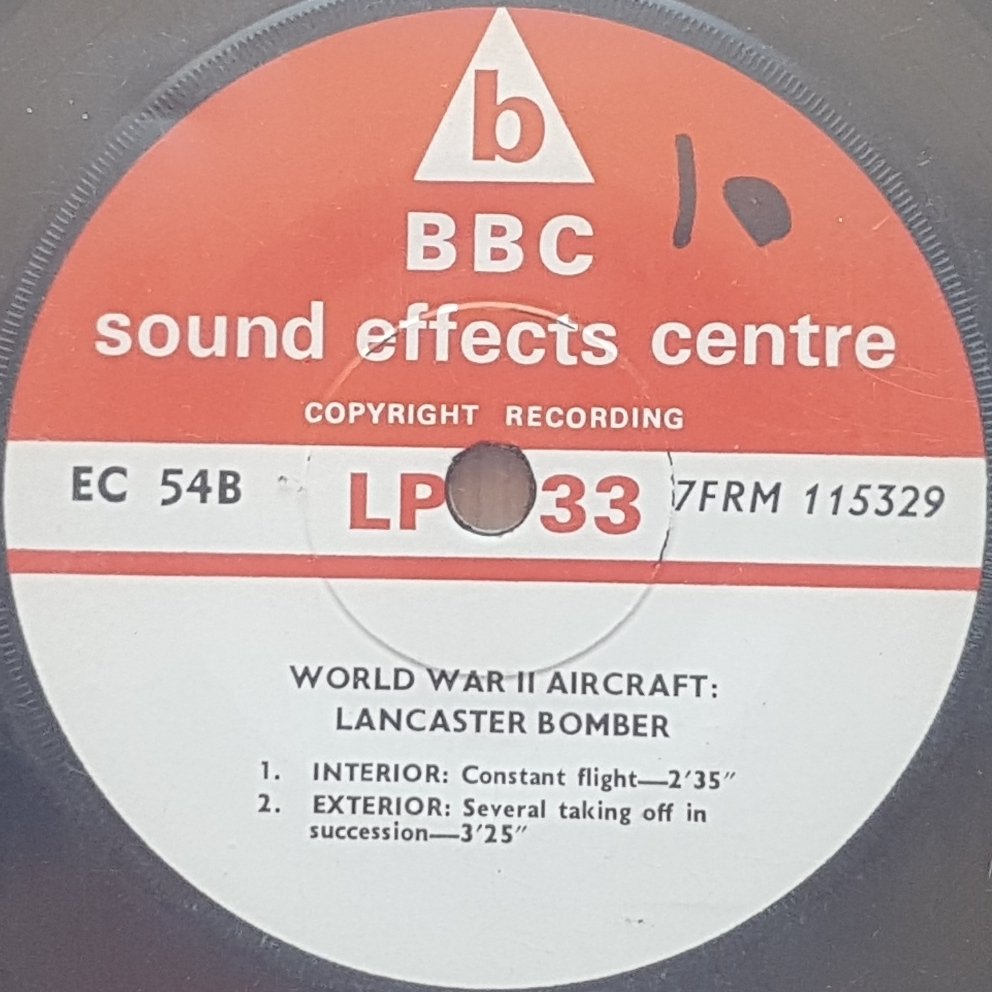 b
10
BBC
sound effects centre
COPYRIGHT RECORDING
EC 54B LP 33 7FRM 115329
WORLD WAR II AIRCRAFT:
LANCASTER BOMBER
1. INTERIOR: Constant flight—2′35″
2. EXTERIOR: Several taking off in
succession—3′25″